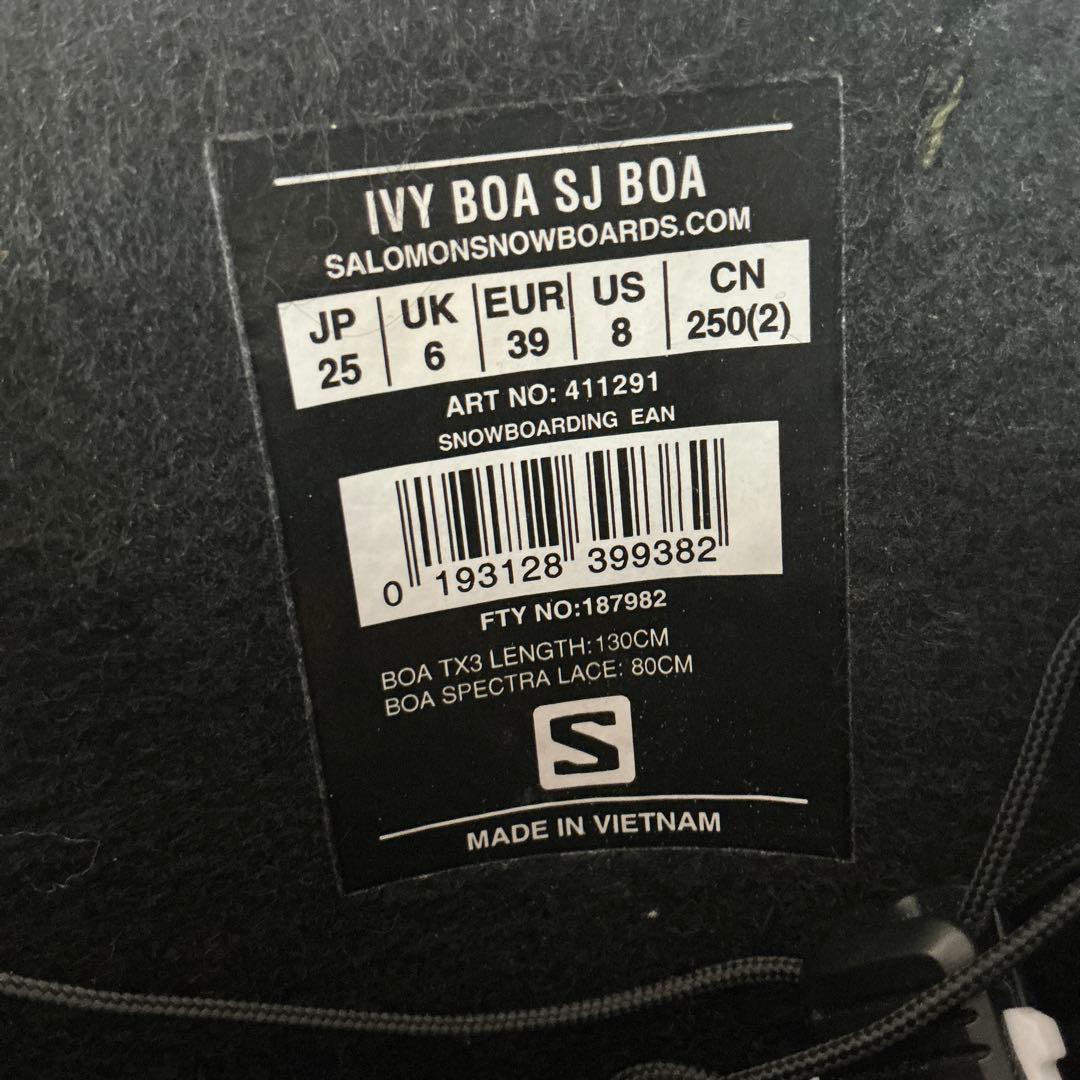 IVY BOA SJ BOA
SALOMONSNOWBOARDS.COM
JP UK EUR US CN
25 6 39 8 250(2)
ART NO: 411291
SNOWBOARDING EAN
0 193128 399382
FTY NO:187982
BOA TX3 LENGTH:130CM
BOA SPECTRA LACE: 80CM
S
MADE IN VIETNAM